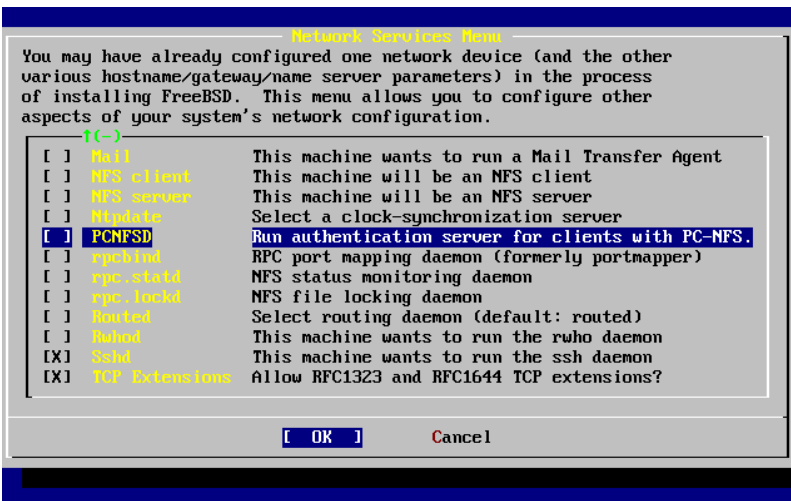 Network Services Menu
You may have already configured one network device (and the other
various hostname/gateway/name server parameters) in the process
of installing FreeBSD.  This menu allows you to configure other
aspects of your system's network configuration.
↑(-)
[ ] Mail This machine wants to run a Mail Transfer Agent
[ ] NFS client This machine will be an NFS client
[ ] NFS server This machine will be an NFS server
[ ] Ntpdate Select a clock-synchronization server
[ ] PCNFSD Run authentication server for clients with PC-NFS.
[ ] rpcbind RPC port mapping daemon (formerly portmapper)
[ ] rpc.statd NFS status monitoring daemon
[ ] rpc.lockd NFS file locking daemon
[ ] Routed Select routing daemon (default: routed)
[ ] Rwhod This machine wants to run the rwho daemon
[X] Sshd This machine wants to run the ssh daemon
[X] TCP Extensions Allow RFC1323 and RFC1644 TCP extensions?
[ OK ] Cancel